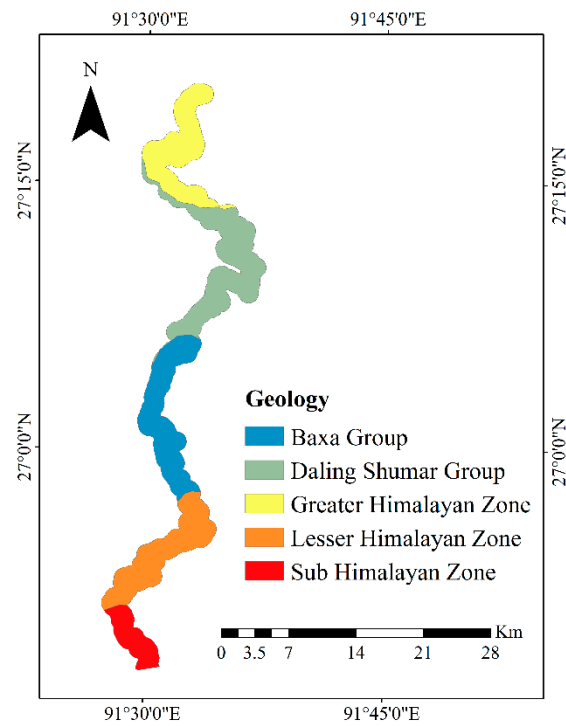 91°30'0"E 91°45'0"E
N
27°15'0"N 27°15'0"N
Geology
Baxa Group
Daling Shumar Group
Greater Himalayan Zone
Lesser Himalayan Zone
Sub Himalayan Zone
27°0'0"N 27°0'0"N
Km
0 3.5 7 14 21 28
91°30'0"E 91°45'0"E